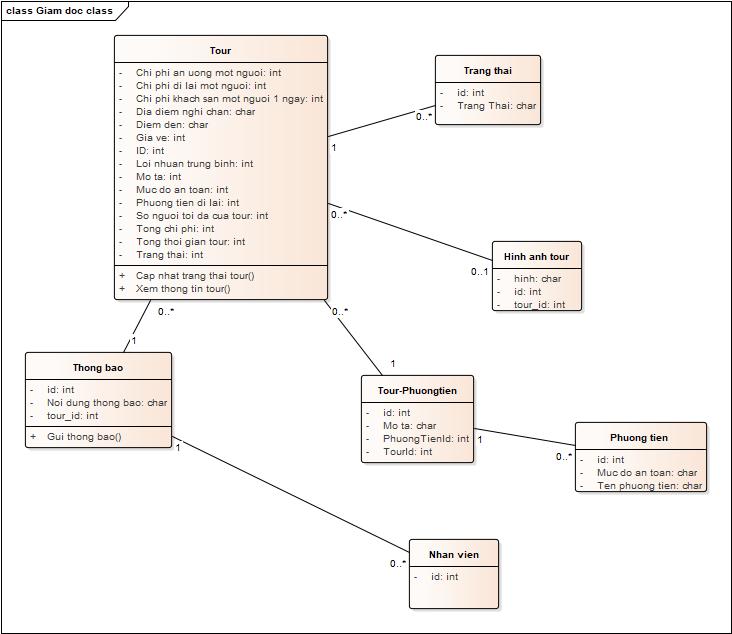 class Giam doc class
Tour
- Chi phi an uong mot nguoi: int
- Chi phi di lai mot nguoi: int
- Chi phi khach san mot nguoi 1 ngay: int
- Dia diem nghi chan: char
- Diem den: char
- Gia ve: int
- ID: int
- Loi nhuan trung binh: int
- Mo ta: int
- Muc do an toan: int
- Phuong tien di lai: int
- So nguoi toi da cua tour: int
- Tong chi phi: int
- Tong thoi gian tour: int
- Trang thai: int
+ Cap nhat trang thai tour()
+ Xem thong tin tour()
Trang thai
- id: int
- Trang Thai: char
0..*
1
0..*
0..1
Hinh anh tour
- hinh: char
- id: int
- tour_id: int
0..*
1
0..*
1
Thong bao
- id: int
- Noi dung thong bao: char
- tour_id: int
+ Gui thong bao()
Tour-Phuongtien
- id: int
- Mo ta: char
- PhuongTienId: int
- TourId: int
1
0..*
Phuong tien
- id: int
- Muc do an toan: char
- Ten phuong tien: char
1
0..*
Nhan vien
- id: int